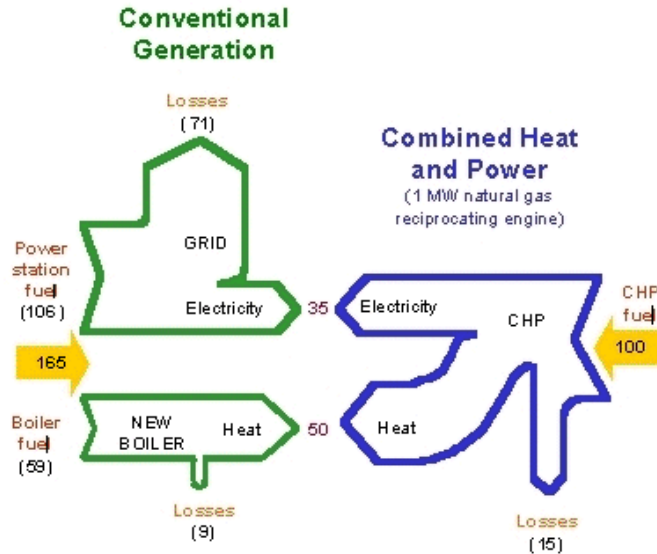 Conventional
Generation
Losses
(71)
Combined Heat
and Power
(1 MW natural gas
reciprocating engine)
GRID
Power
station
fuel
(106)
Electricity
35
Electricity
CHP
CHP
fuel
165
100
Boiler
fuel
(59)
NEW
BOILER
Heat
50
Heat
Losses
(9)
Losses
(15)